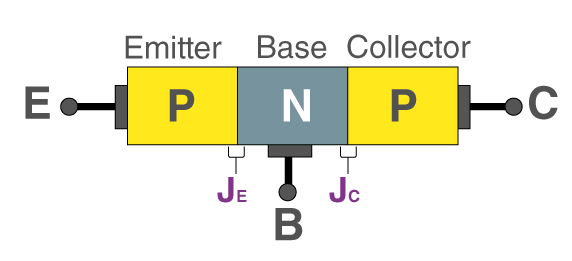 Emitter Base Collector
E P N P C
JE JC
B